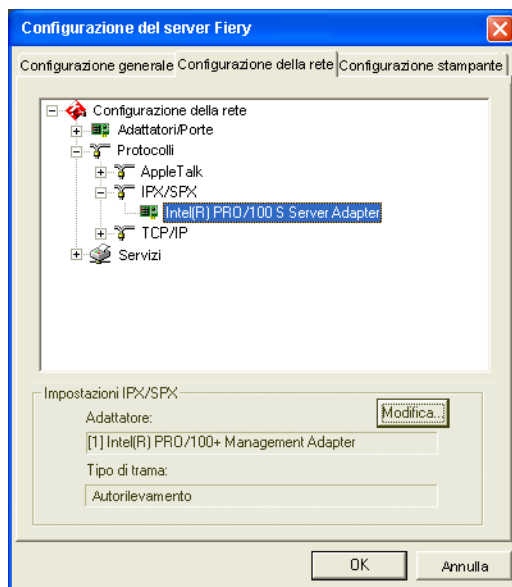 Configurazione del server Fiery
Configurazione generale Configurazione della rete Configurazione stampante
Configurazione della rete
Adattatori/Porte
Protocolli
AppleTalk
IPX/SPX
Intel(R) PRO/100 S Server Adapter
TCP/IP
Servizi
Impostazioni IPX/SPX
Adattatore:
Modifica...
[1] Intel(R) PRO/100+ Management Adapter
Tipo di trama:
Autorilevamento
OK Annulla